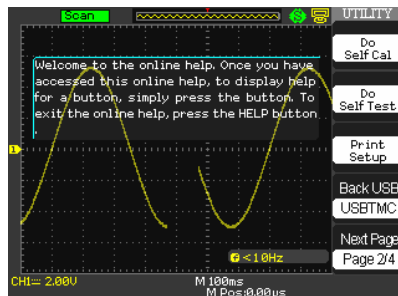 Scan
UTILITY
Do
Self Cal
Welcome to the online help. Once you have
accessed this online help, to display help
for a button, simply press the button. To
exit the online help, press the HELP button
.
Do
Self Test
1
Print
Setup
Back USB
USBTMC
Next Page
Page 2/4
<10Hz
CH1 2.00V
M 100ms
M Pos:0.00μs